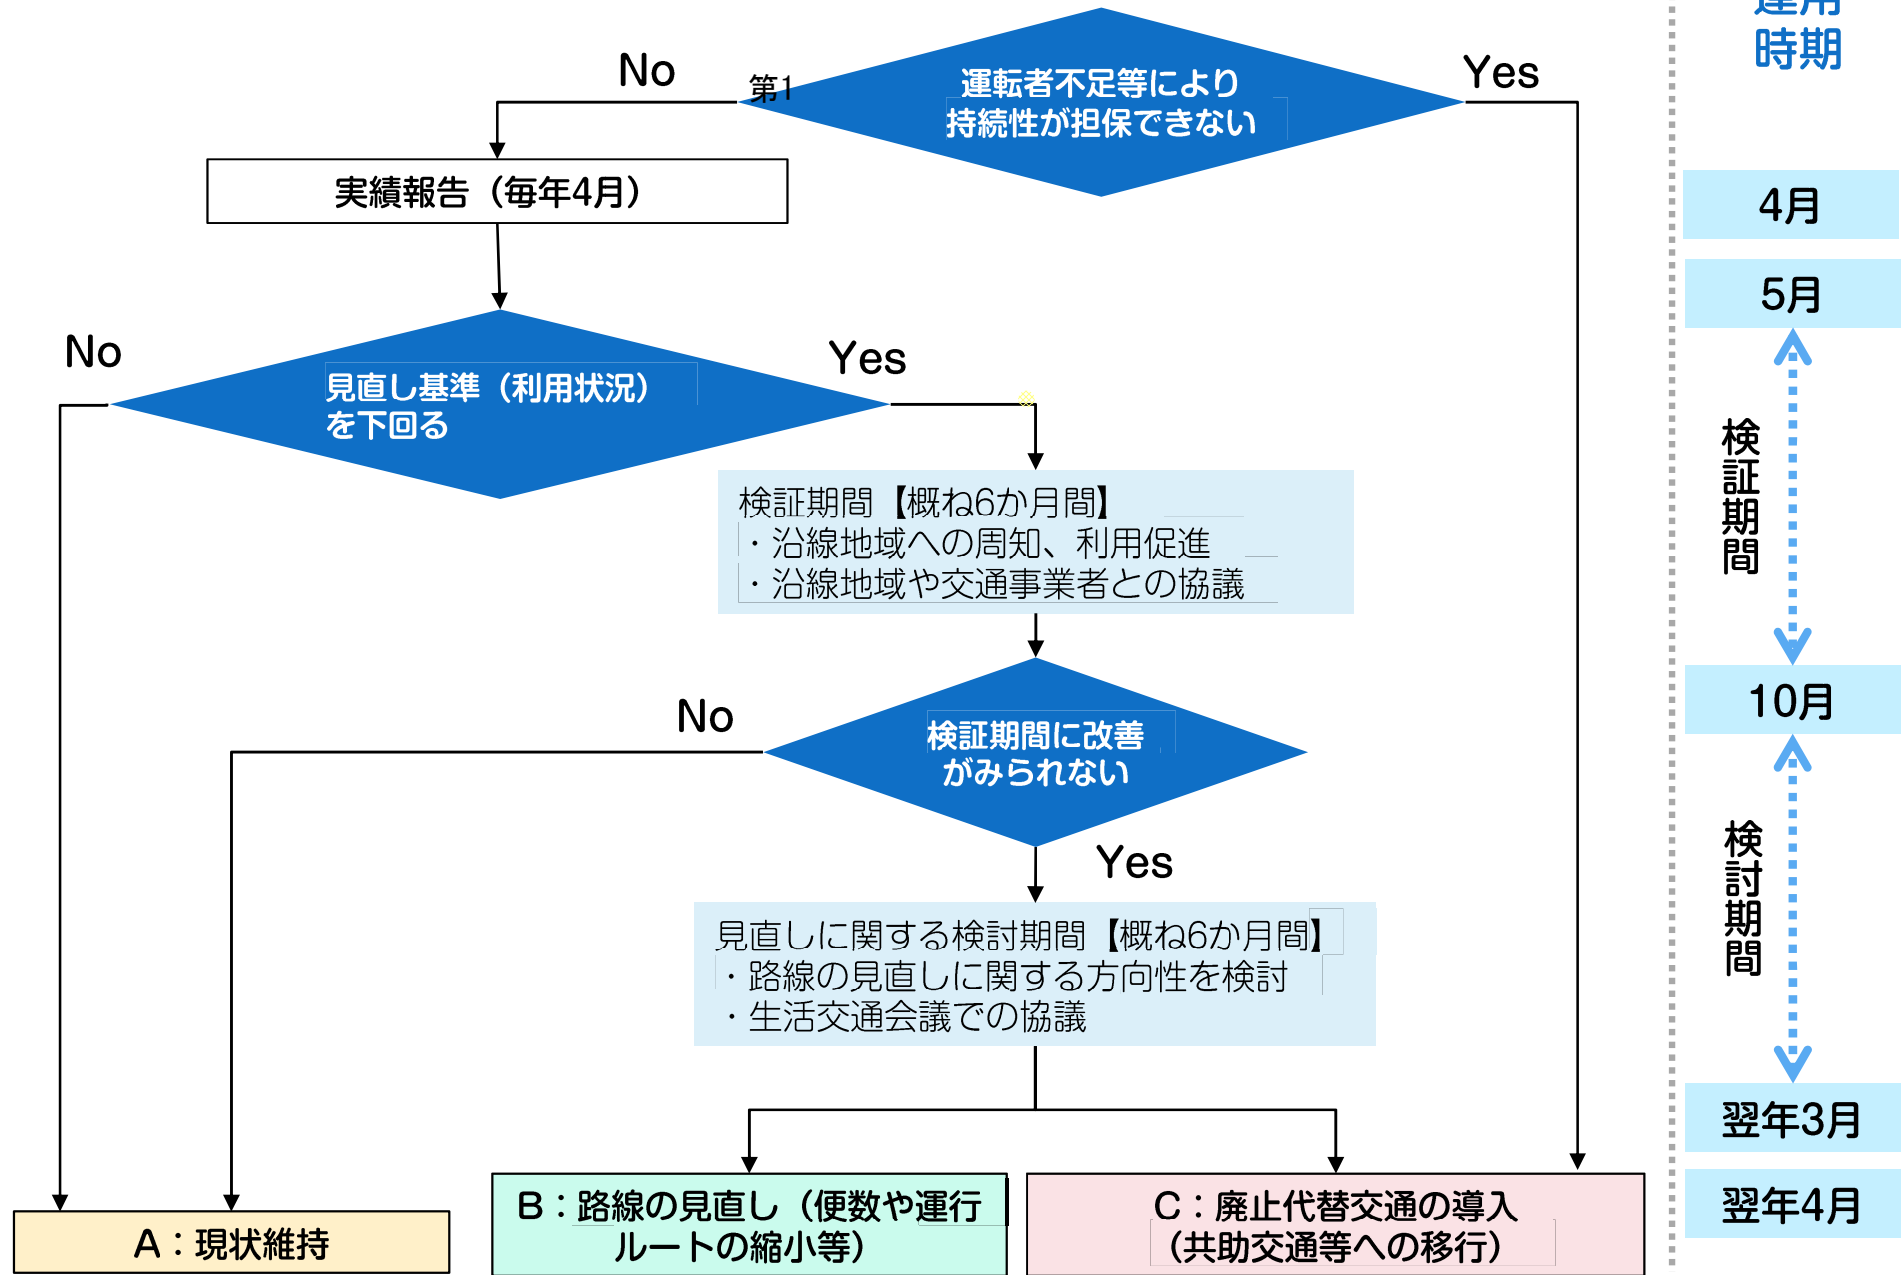 運用
時期
No
第1
運転者不足等により
持続性が担保できない
Yes
実績報告（毎年4月）
4月
5月
No
見直し基準（利用状況）
を下回る
Yes
※
検証期間【概ね6か月間】
・沿線地域への周知、利用促進
・沿線地域や交通事業者との協議
検証期間
10月
No
検証期間に改善
がみられない
Yes
見直しに関する検討期間【概ね6か月間】
・路線の見直しに関する方向性を検討
・生活交通会議での協議
検討期間
翌年3月
翌年4月
A：現状維持
B：路線の見直し（便数や運行
ルートの縮小等）
C：廃止代替交通の導入
（共助交通等への移行）